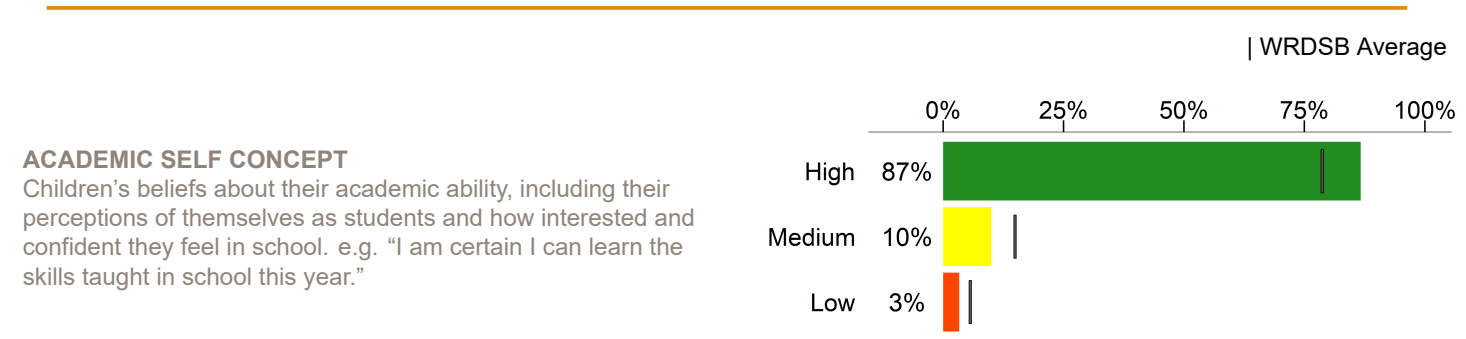 | WRDSB Average
0% 25% 50% 75% 100%
ACADEMIC SELF CONCEPT
Children’s beliefs about their academic ability, including their
perceptions of themselves as students and how interested and
confident they feel in school. e.g. “I am certain I can learn the
skills taught in school this year.”
High 87%
Medium 10%
Low 3%